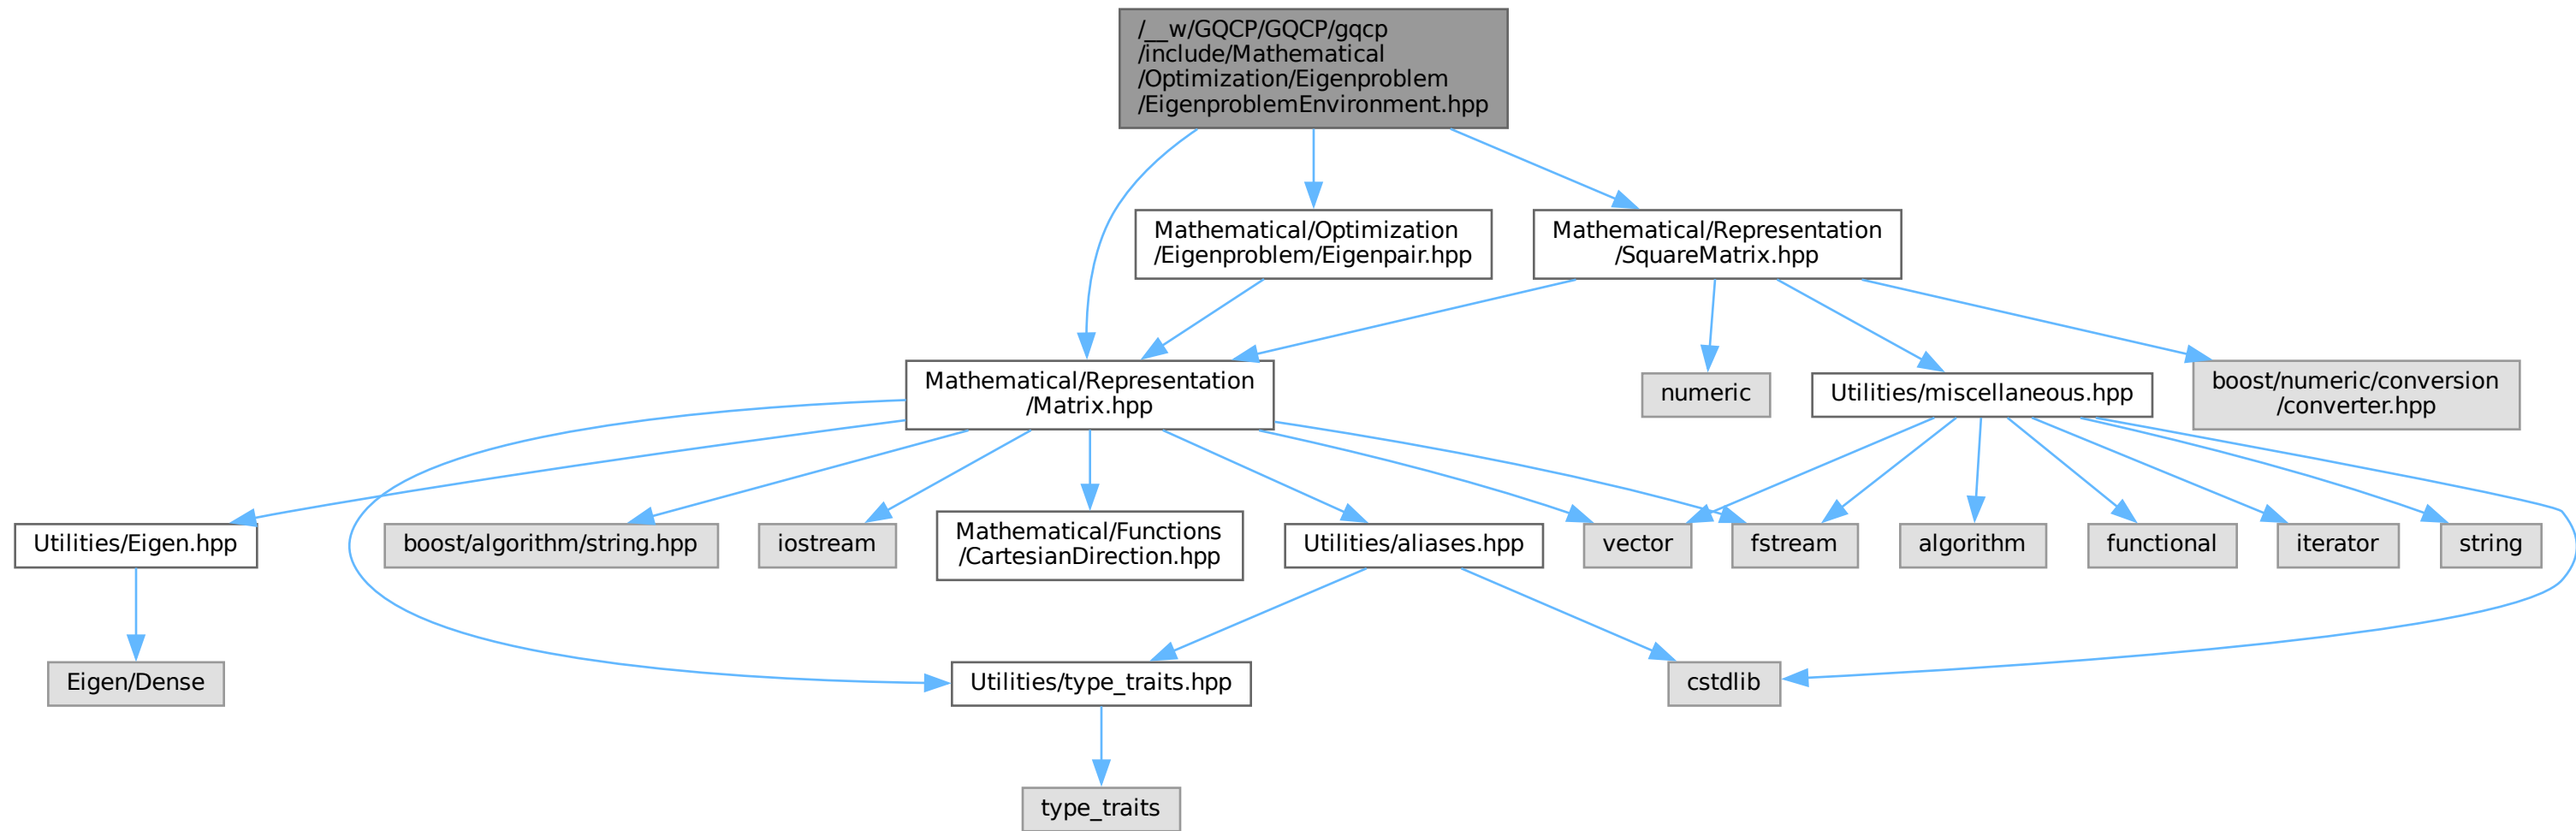 /__w/GQCP/GQCP/gqcp
/include/Mathematical
/Optimization/Eigenproblem
/EigenproblemEnvironment.hpp
Mathematical/Optimization
/Eigenproblem/Eigenpair.hpp
Mathematical/Representation
/SquareMatrix.hpp
Mathematical/Representation
/Matrix.hpp
numeric
Utilities/miscellaneous.hpp
boost/numeric/conversion
/converter.hpp
Utilities/Eigen.hpp
boost/algorithm/string.hpp
iostream
Mathematical/Functions
/CartesianDirection.hpp
Utilities/aliases.hpp
vector
fstream
algorithm
functional
iterator
string
Eigen/Dense
Utilities/type_traits.hpp
cstdlib
type_traits